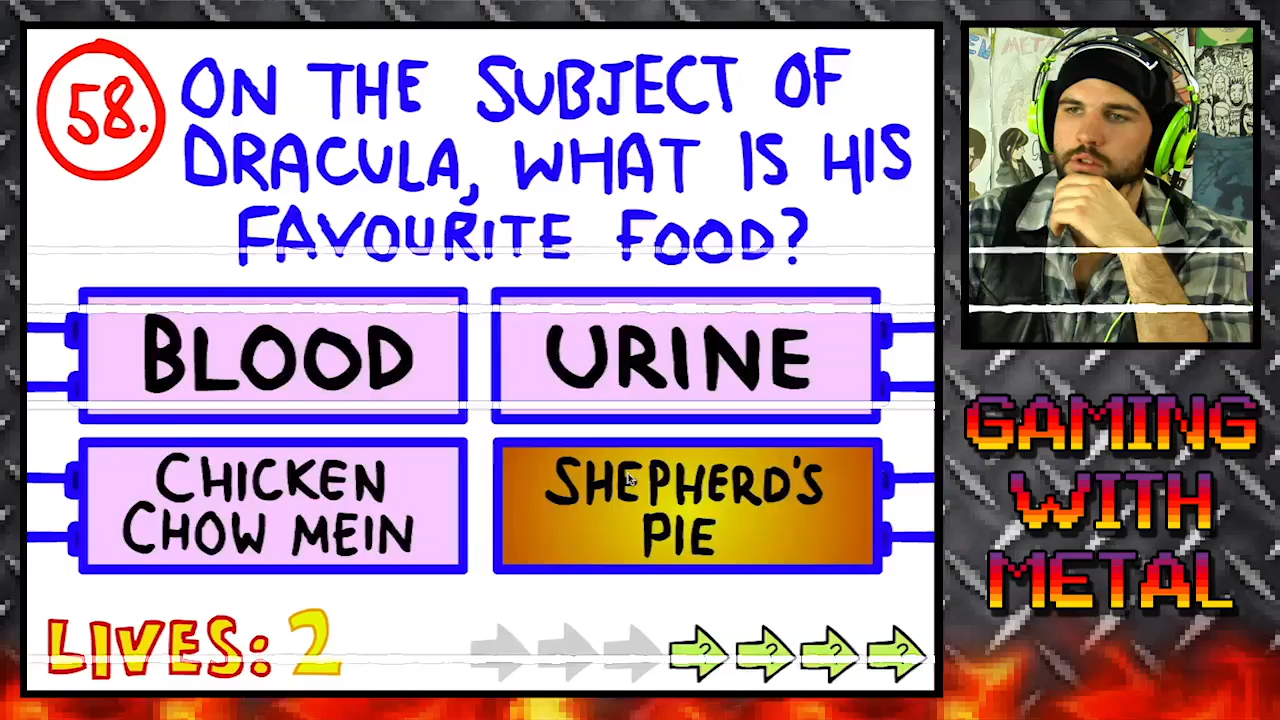 58.
ON THE SUBJECT OF
DRACULA, WHAT IS HIS
FAVOURITE FOOD?
BLOOD
URINE
CHICKEN
CHOW MEIN
SHEPHERD'S
PIE
LIVES: 2
? ? ? ?
GAMING
WITH
METAL